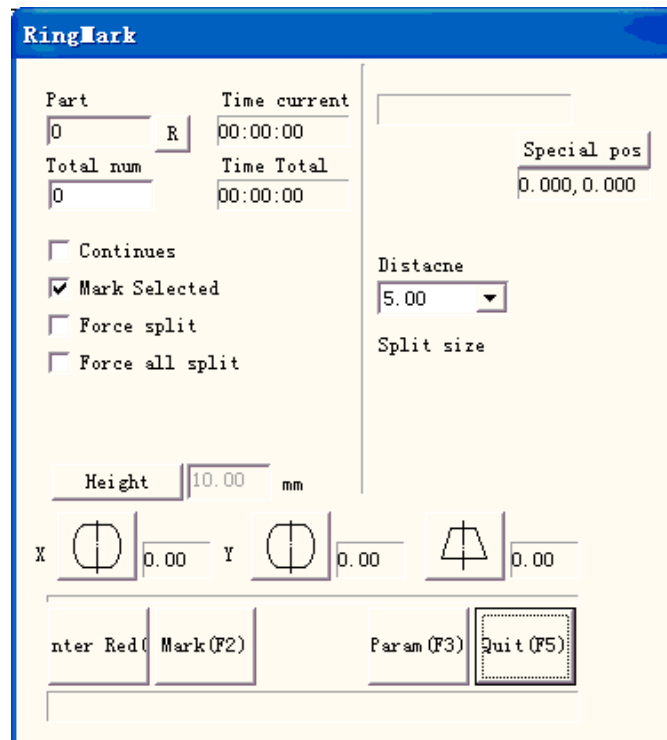 RingMark
Part
Time current
0
R
00:00:00
Total num
Time Total
0
00:00:00
Special pos
0.000,0.000
Continues
Mark Selected
Force split
Force all split
Distacne
5.00
Split size
Height
10.00
mm
X
0.00
Y
0.00
0.00
nter Red(
Mark(F2)
Param(F3)
Quit(F5)